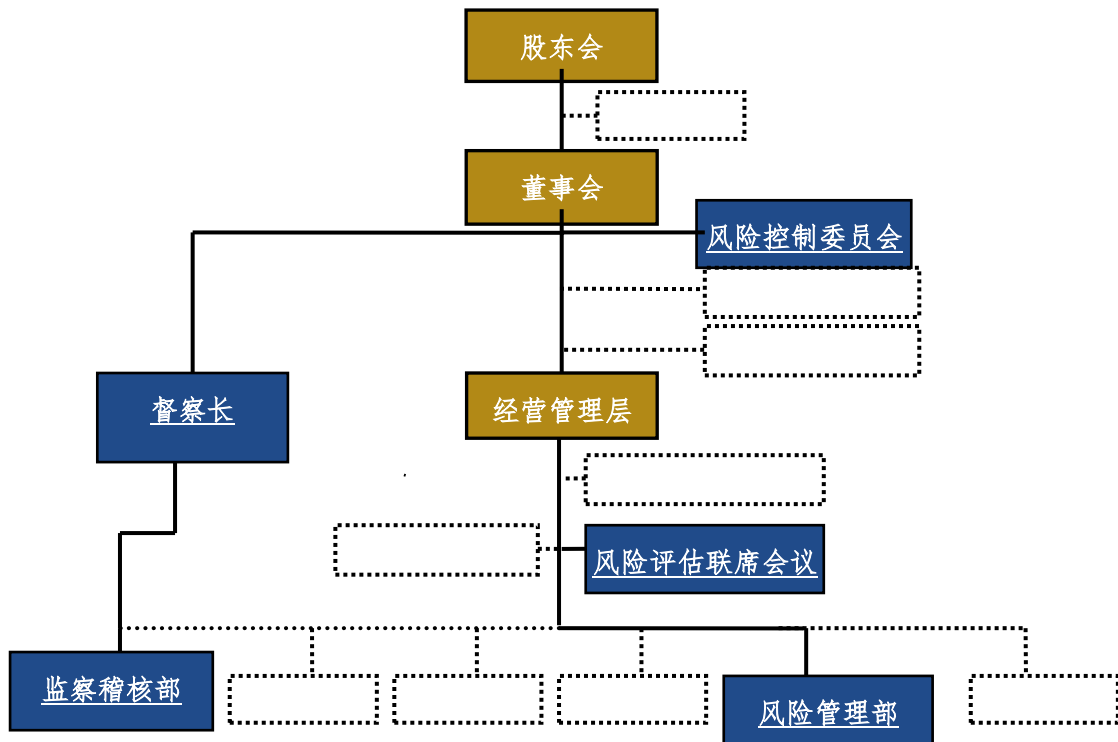 股东会
董事会
风险控制委员会
督察长
经营管理层
风险评估联席会议
监察稽核部
风险管理部